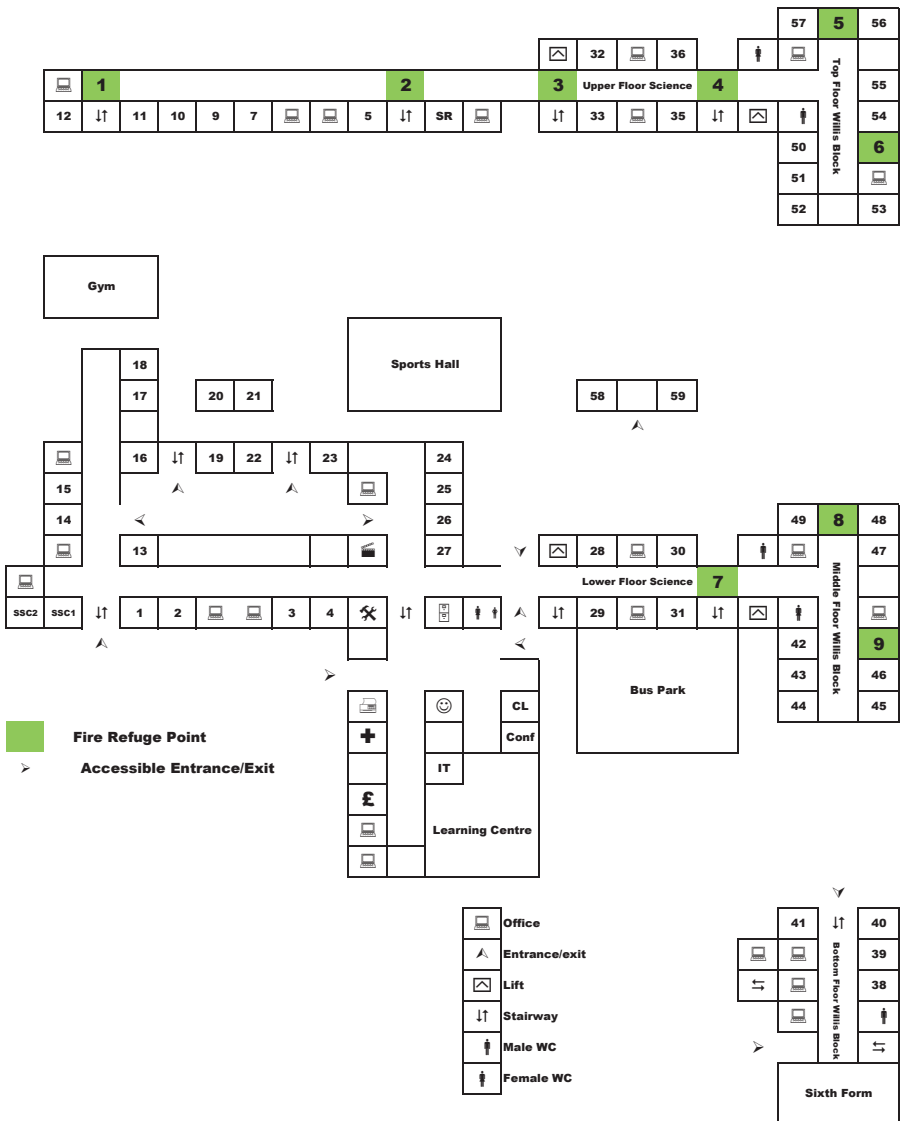 57 5 56
32 36
1 2 3 Upper Floor Science 4 55
12 11 10 9 7 5 SR 33 35 54
Top Floor Willis Block
50 6
51
52 53
Gym
18 Sports Hall
17 20 21 58 59
16 19 22 23 24
15 25
14 26 49 8 48
13 27 28 30 47
Lower Floor Science 7
Middle Floor Willis Block
SSC2 SSC1 1 2 3 4 29 31
42 9
43 46
Bus Park
CL 44 45
Fire Refuge Point Conf
Accessible Entrance/Exit IT
£
Learning Centre
Office 41 40
Entrance/exit 39
Lift 38
Bottom Floor Willis Block
Stairway
Male WC
Female WC
Sixth Form